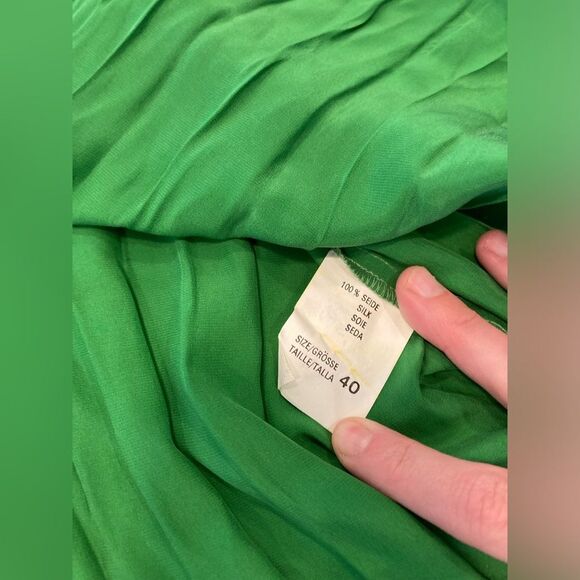 100% SEIDE
SILK
SOIE
SEDA
SIZE/GRÖSSE
TAILLE/TALLA 40